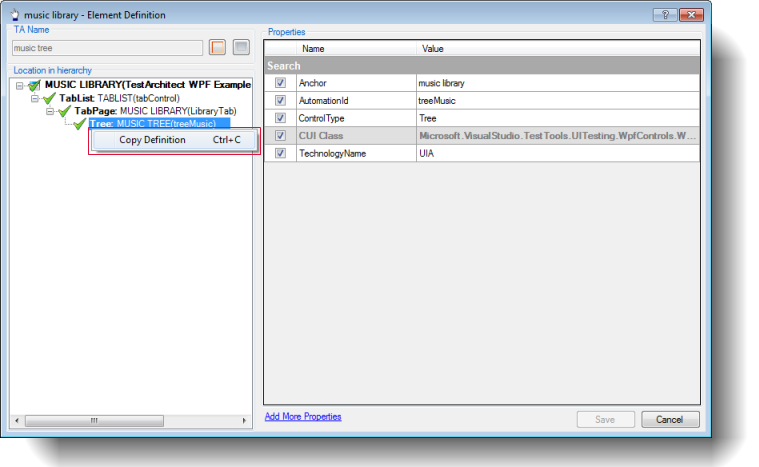 music library - Element Definition
TA Name
music tree
Location in hierarchy
MUSIC LIBRARY(TestArchitect WPF Example
TabList: TABLIST(tabControl)
TabPage: MUSIC LIBRARY(LibraryTab)
Tree: MUSIC TREE(treeMusic)
Copy Definition Ctrl+C
Properties
Name Value
Search
Anchor music library
AutomationId treeMusic
ControlType Tree
CUI Class Microsoft.VisualStudio.TestTools.UITesting.WpfControls.W...
TechnologyName UIA
Add More Properties
Save Cancel